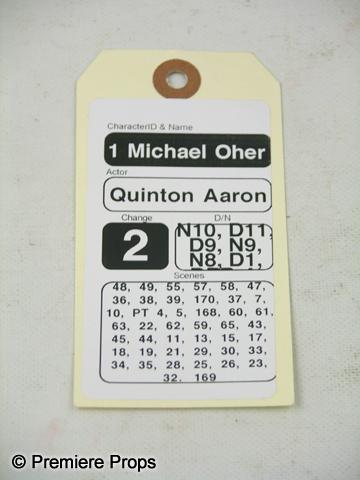 CharacterID & Name
1 Michael Oher
Actor
Quinton Aaron
Change
D/N
2
N10, D11,
D9, N9,
N8, D1,
Scenes
48, 49, 55, 57, 58, 47,
36, 38, 39, 170, 37, 7,
10, PT 4, 5, 168, 60, 61,
63, 22, 62, 59, 65, 43,
45, 44, 11, 13, 15, 17,
18, 19, 21, 29, 30, 33,
34, 35, 28, 25, 26, 23,
32, 169
© Premiere Props